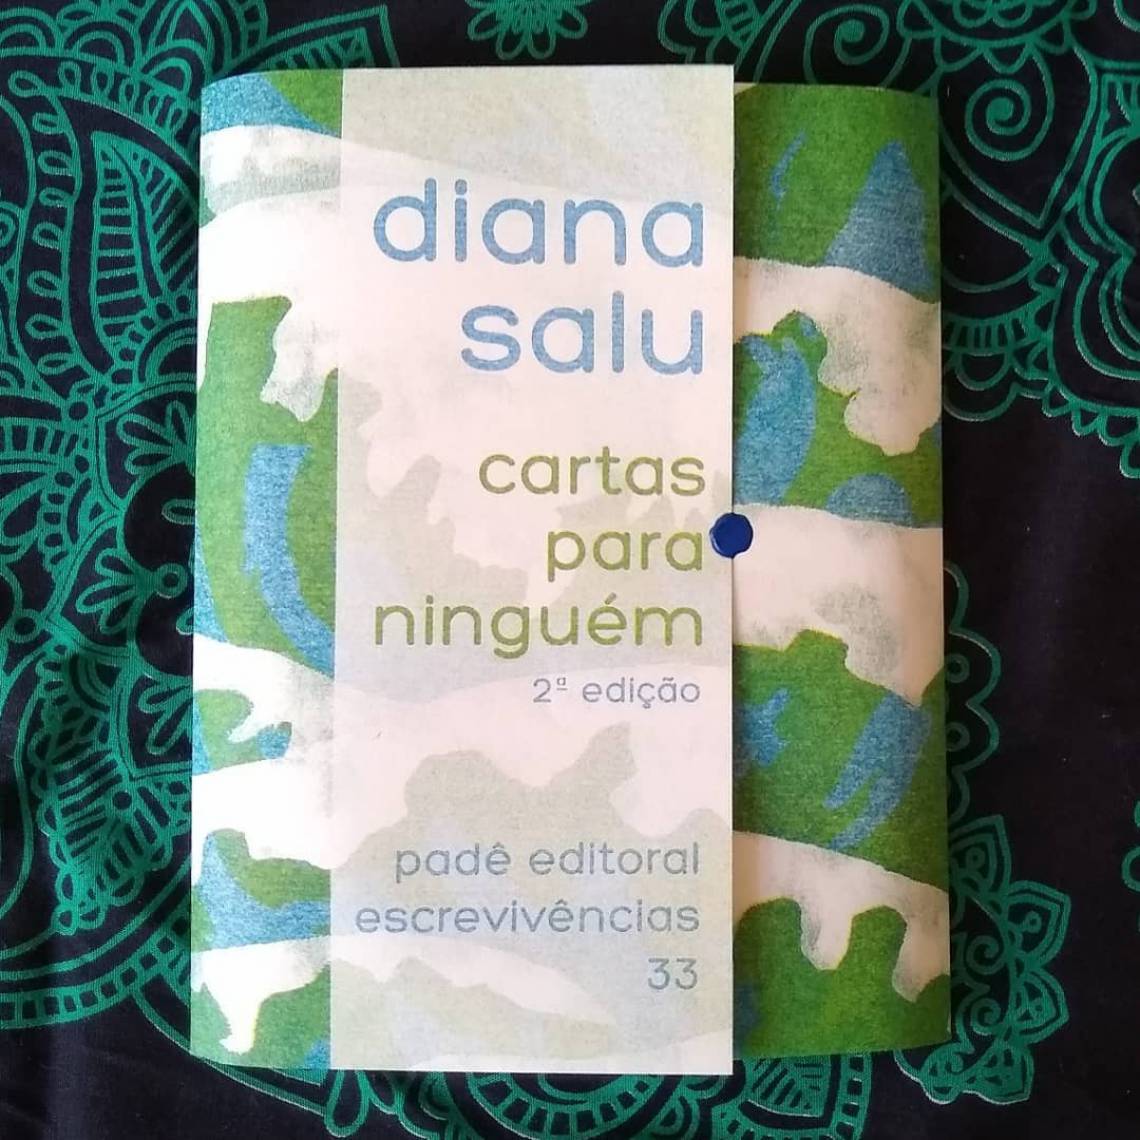 diana
salu
cartas
para
ninguém
2ª edição
padê editoral
escrevivências
33